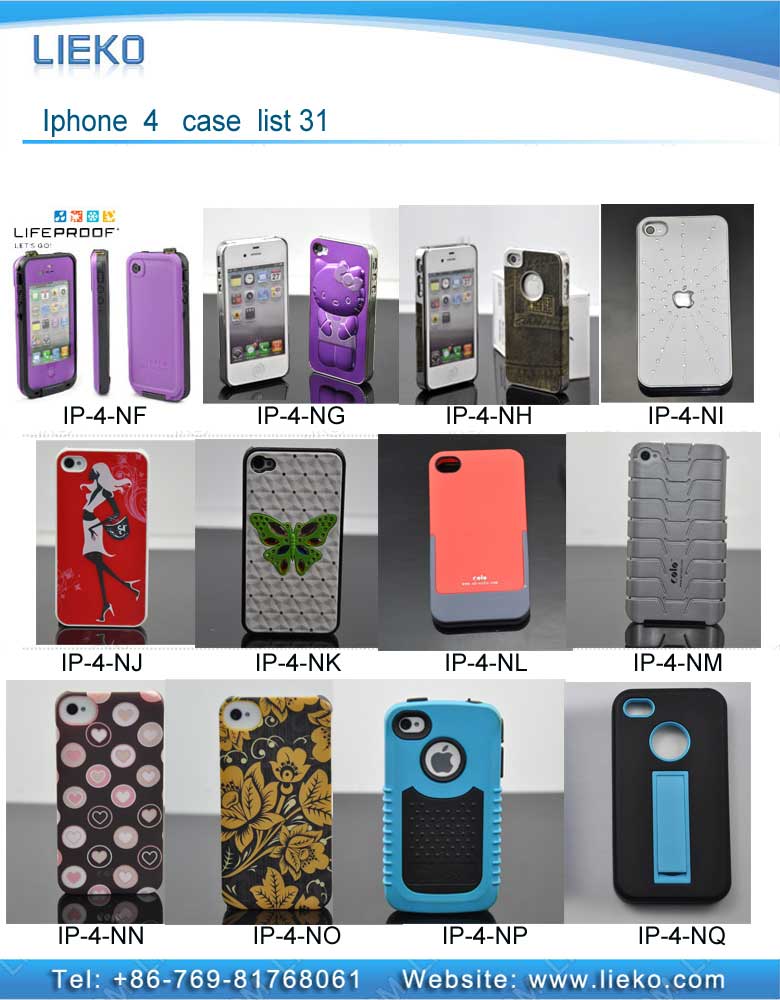 LIEKO
Iphone 4 case list 31
LIFEPROOF
LET'S GO!
IP-4-NF
IP-4-NG
IP-4-NH
IP-4-NI
IP-4-NJ
IP-4-NK
IP-4-NL
IP-4-NM
IP-4-NN
IP-4-NO
IP-4-NP
IP-4-NQ
Tel: +86-769-81768061 Website: www.lieko.com